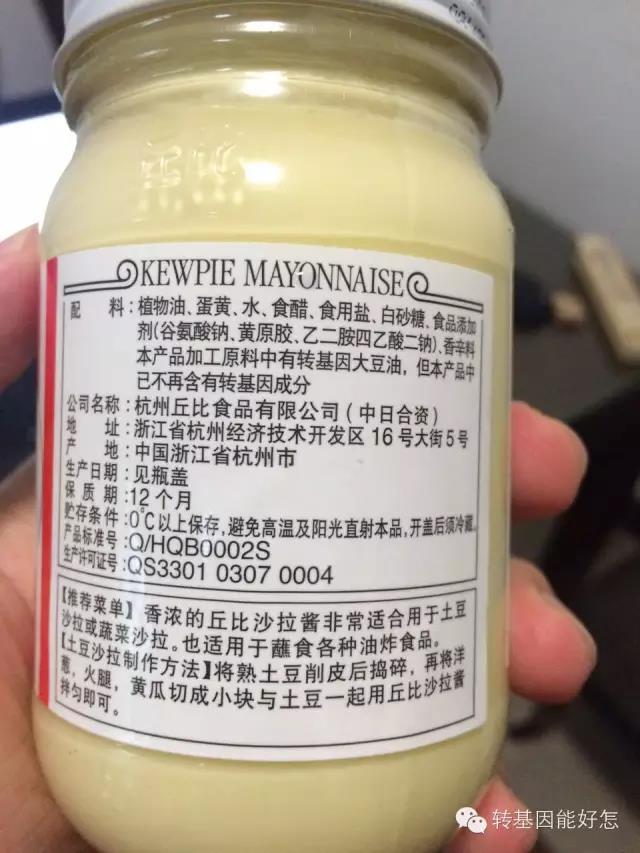 KEWPIE MAYONNAISE
配 料:植物油、蛋黄、水、食醋、食用盐、白砂糖、食品添加
剂(谷氨酸钠、黄原胶、乙二胺四乙酸二钠)、香辛料
本产品加工原料中有转基因大豆油，但本产品中
已不再含有转基因成分
公司名称:杭州丘比食品有限公司(中日合资)
地 址:浙江省杭州经济技术开发区16号大街5号
产 地:中国浙江省杭州市
生产日期:见瓶盖
保 质 期:12个月
贮存条件:0℃以上保存,避免高温及阳光直射本品,开盖后须冷藏。
产品标准号:Q/HQB0002S
生产许可证号:QS3301 0307 0004
【推荐菜单】香浓的丘比沙拉酱非常适合用于土豆
沙拉或蔬菜沙拉。也适用于蘸食各种油炸食品。
【土豆沙拉制作方法】将熟土豆削皮后捣碎，再将洋
葱，火腿，黄瓜切成小块与土豆一起用丘比沙拉酱
拌匀即可。
转基因能好怎